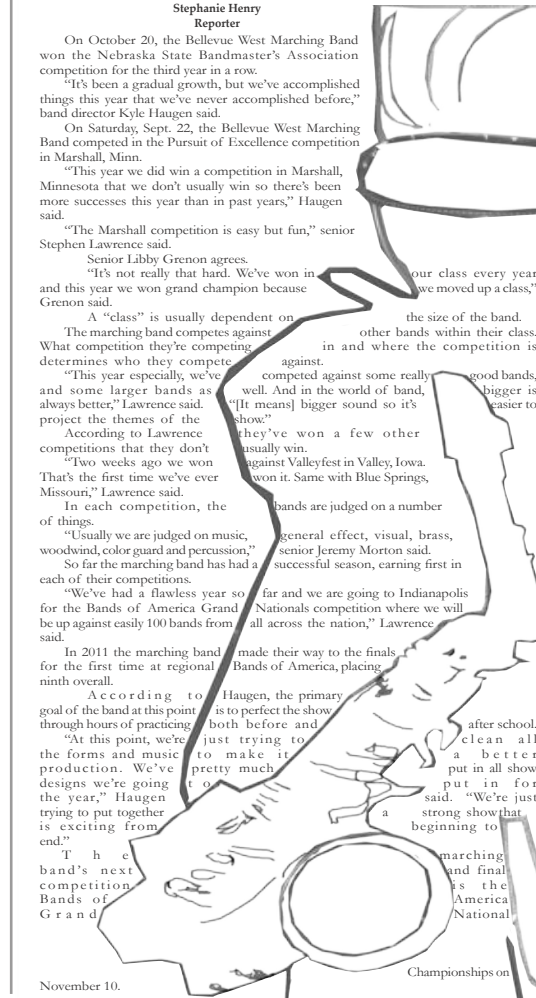 Stephanie Henry
Reporter
On October 20, the Bellevue West Marching Band
won the Nebraska State Bandmaster's Association
competition for the third year in a row.
"It's been a gradual growth, but we've accomplished
things this year that we've never accomplished before,"
band director Kyle Haugen said.
On Saturday, Sept. 22, the Bellevue West Marching
Band competed in the Pursuit of Excellence competition
in Marshall, Minn.
"This year we did win a competition in Marshall,
Minnesota that we don't usually win so there's been
more successes this year than in past years," Haugen
said.
"The Marshall competition is easy but fun," senior
Stephen Lawrence said.
Senior Libby Grenon agrees.
"It's not really that hard. We've won in our class every year
and this year we won grand champion because we moved up a class,"
Grenon said.
A "class" is usually dependent on the size of the band.
The marching band competes against other bands within their class.
What competition they're competing in and where the competition is
determines who they compete against.
"This year especially, we've competed against some really good bands,
and some larger bands as well. And in the world of band, bigger is
always better," Lawrence said. "[It means] bigger sound so it's easier to
project the themes of the show."
According to Lawrence they've won a few other
competitions that they don't usually win.
"Two weeks ago we won against Valleyfest in Valley, Iowa.
That's the first time we've ever won it. Same with Blue Springs,
Missouri," Lawrence said.
In each competition, the bands are judged on a number
of things.
"Usually we are judged on music, general effect, visual, brass,
woodwind, color guard and percussion," senior Jeremy Morton said.
So far the marching band has had a successful season, earning first in
each of their competitions.
"We've had a flawless year so far and we are going to Indianapolis
for the Bands of America Grand Nationals competition where we will
be up against easily 100 bands from all across the nation," Lawrence
said.
In 2011 the marching band made their way to the finals
for the first time at regional Bands of America, placing
ninth overall.
According to Haugen, the primary
goal of the band at this point is to perfect the show
through hours of practicing both before and after school.
"At this point, we're just trying to clean all
the forms and music to make it a better
production. We've pretty much put in all show
designs we're going to put in for
the year," Haugen said. "We're just
trying to put together a strong show that
is exciting from beginning to
end."
The marching
band's next and final
competition is the
Bands of America
Grand National
Championships on
November 10.